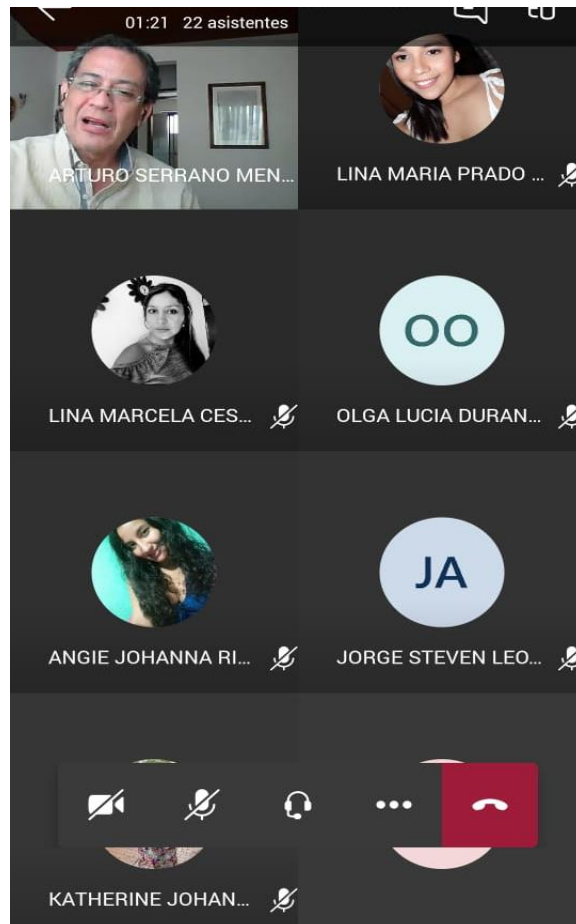 01:21 22 asistentes
ARTURO SERRANO MEN...
LINA MARIA PRADO ...
LINA MARCELA CES...
OO
OLGA LUCIA DURAN...
ANGIE JOHANNA RI...
JA
JORGE STEVEN LEO...
KATHERINE JOHAN...